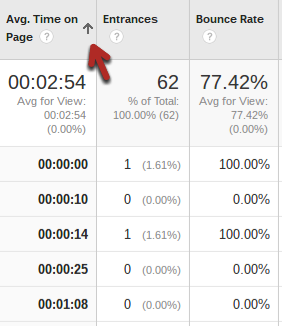 Avg. Time on Page ? Entrances ? Bounce Rate ?
00:02:54 62 77.42%
Avg for View: 00:02:54 (0.00%) % of Total: 100.00% (62) Avg for View: 77.42% (0.00%)
00:00:00 1 (1.61%) 100.00%
00:00:10 0 (0.00%) 0.00%
00:00:14 1 (1.61%) 100.00%
00:00:25 0 (0.00%) 0.00%
00:01:08 0 (0.00%) 0.00%